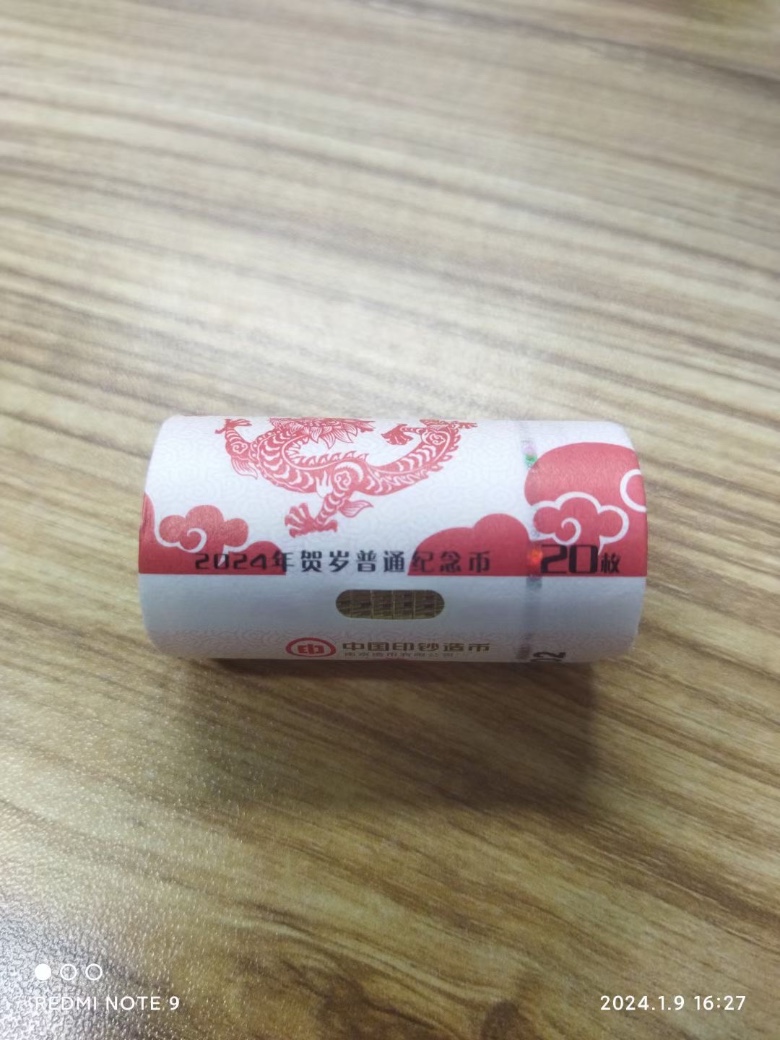 2024年贺岁普通纪念币
20枚
中国印钞造币
REDMI NOTE 9
2024.1.9 16:27